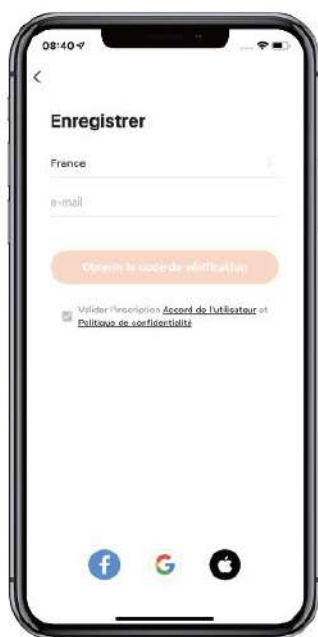 08:40
Enregistrer
France
e-mail
Obtenir le code de vérification
Valider l'inscription Accord de l'utilisateur et
Politique de confidentialité